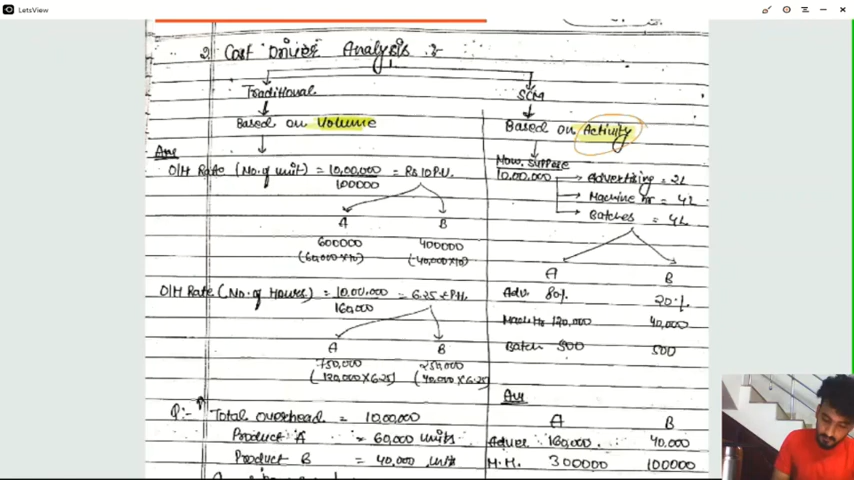 LetsView
2. Cost Driver Analysis :-
Traditional
Based on Volume
Ans
O/H Rate (No. of unit) = 10,00,000 = Rs 10 P.U.
100000
A B
600000 400000
(60,000×10) (40,000×10)
O/H Rate (No. of Hours) = 10,00,000 = 6.25 ₹ P.H.
160,000
A B
750,000 250,000
(120,000×6.25) (40,000×6.25)
Q:- Total overhead = 10,00,000
Product A = 60,000 units
Product B = 40,000 units
SCM
Based on Activity
Now, suppose
10,00,000 Advertising = 2L
Machine Hr = 4L
Batches = 4L
A B
Adv. 80% 20%
Mach Hr 120,000 40,000
Batch 500 500
Ans
A B
Adver. 160,000 40,000
M.H. 300000 100000